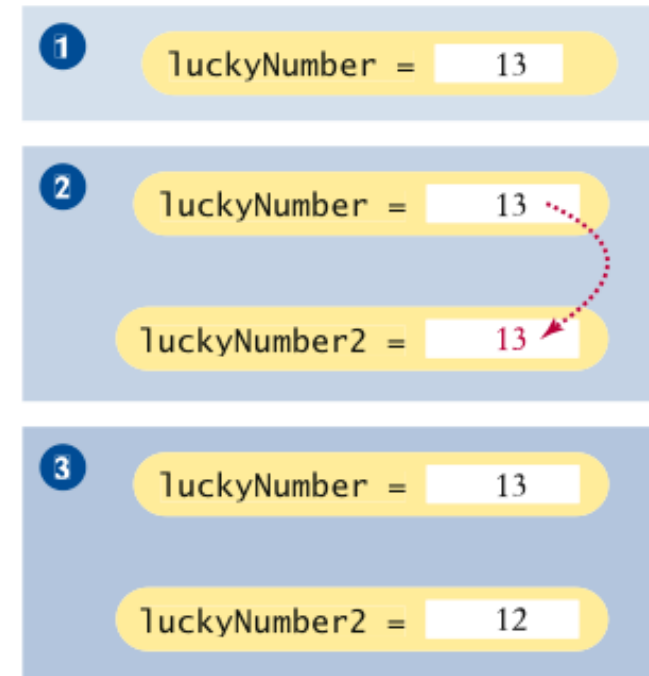 1
luckyNumber = 13
2
luckyNumber = 13
luckyNumber2 = 13
3
luckyNumber = 13
luckyNumber2 = 12